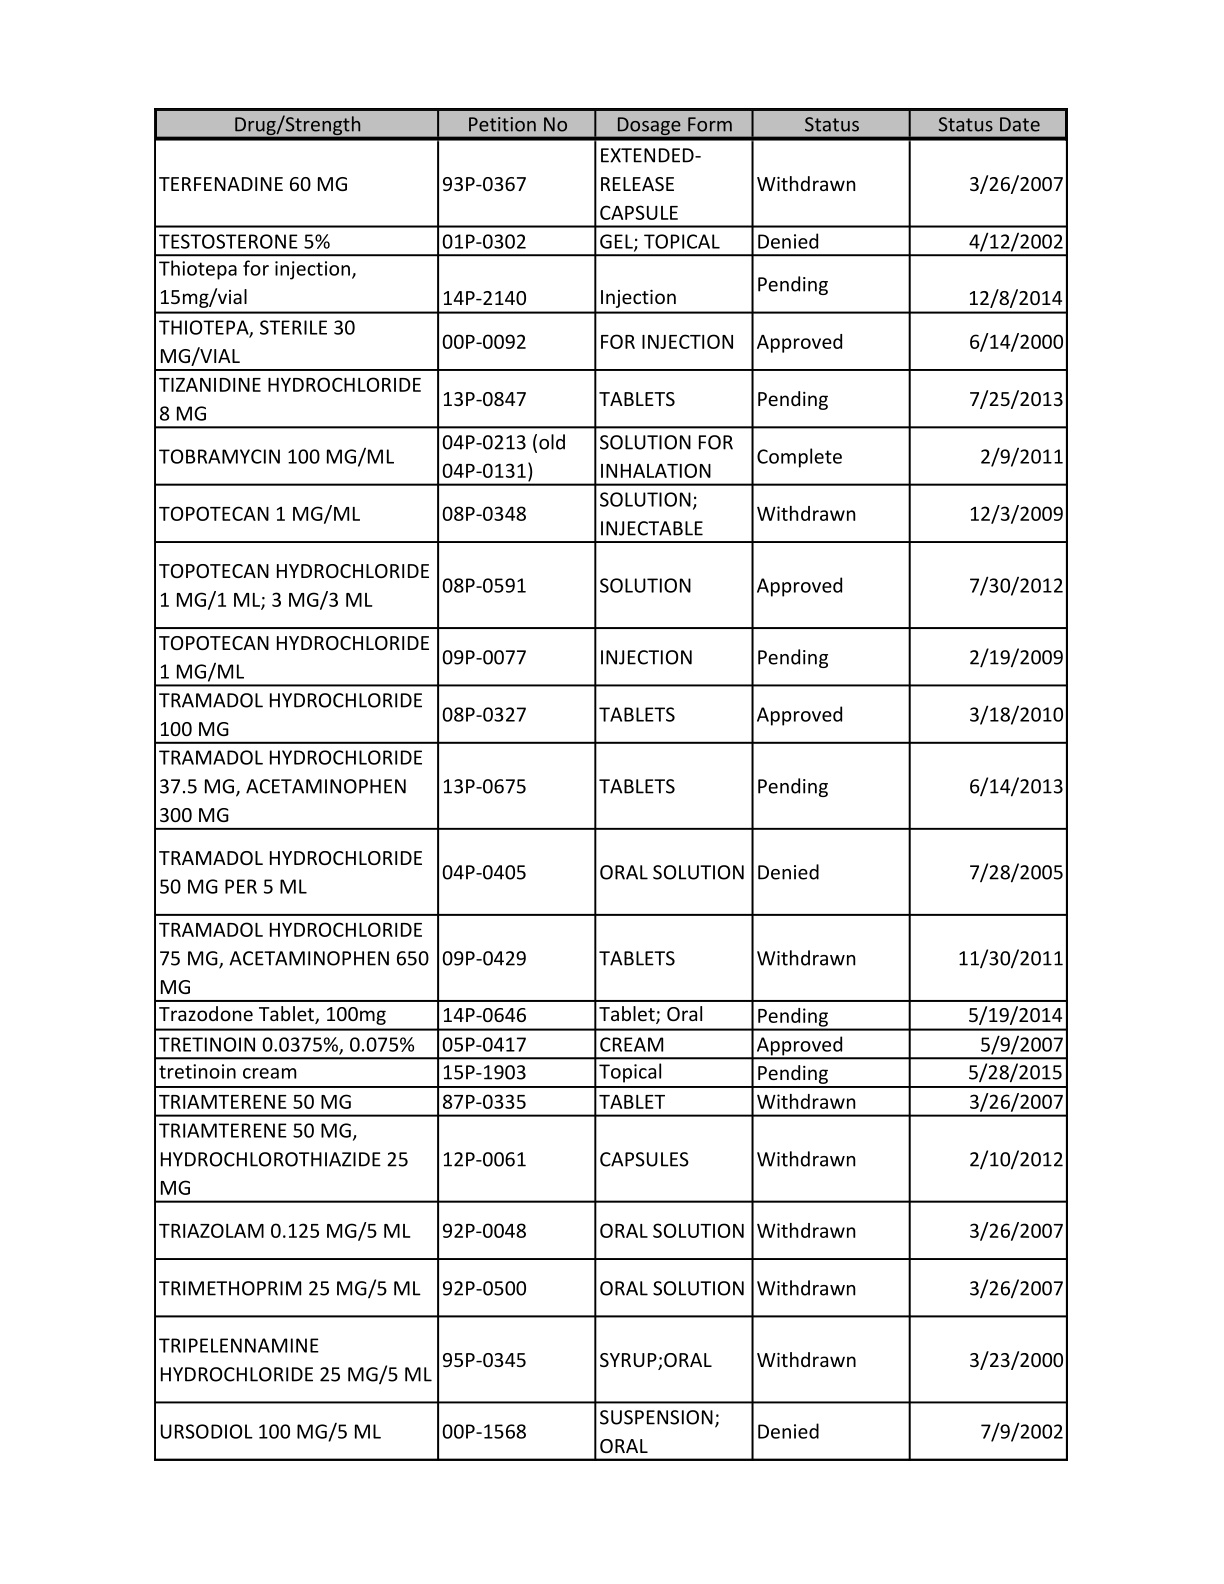 Drug/Strength Petition No Dosage Form Status Status Date
TERFENADINE 60 MG 93P-0367 EXTENDED-
RELEASE
CAPSULE Withdrawn 3/26/2007
TESTOSTERONE 5% 01P-0302 GEL; TOPICAL Denied 4/12/2002
Thiotepa for injection,
15mg/vial 14P-2140 Injection Pending 12/8/2014
THIOTEPA, STERILE 30
MG/VIAL 00P-0092 FOR INJECTION Approved 6/14/2000
TIZANIDINE HYDROCHLORIDE
8 MG 13P-0847 TABLETS Pending 7/25/2013
TOBRAMYCIN 100 MG/ML 04P-0213 (old
04P-0131) SOLUTION FOR
INHALATION Complete 2/9/2011
TOPOTECAN 1 MG/ML 08P-0348 SOLUTION;
INJECTABLE Withdrawn 12/3/2009
TOPOTECAN HYDROCHLORIDE
1 MG/1 ML; 3 MG/3 ML 08P-0591 SOLUTION Approved 7/30/2012
TOPOTECAN HYDROCHLORIDE
1 MG/ML 09P-0077 INJECTION Pending 2/19/2009
TRAMADOL HYDROCHLORIDE
100 MG 08P-0327 TABLETS Approved 3/18/2010
TRAMADOL HYDROCHLORIDE
37.5 MG, ACETAMINOPHEN
300 MG 13P-0675 TABLETS Pending 6/14/2013
TRAMADOL HYDROCHLORIDE
50 MG PER 5 ML 04P-0405 ORAL SOLUTION Denied 7/28/2005
TRAMADOL HYDROCHLORIDE
75 MG, ACETAMINOPHEN 650
MG 09P-0429 TABLETS Withdrawn 11/30/2011
Trazodone Tablet, 100mg 14P-0646 Tablet; Oral Pending 5/19/2014
TRETINOIN 0.0375%, 0.075% 05P-0417 CREAM Approved 5/9/2007
tretinoin cream 15P-1903 Topical Pending 5/28/2015
TRIAMTERENE 50 MG 87P-0335 TABLET Withdrawn 3/26/2007
TRIAMTERENE 50 MG,
HYDROCHLOROTHIAZIDE 25
MG 12P-0061 CAPSULES Withdrawn 2/10/2012
TRIAZOLAM 0.125 MG/5 ML 92P-0048 ORAL SOLUTION Withdrawn 3/26/2007
TRIMETHOPRIM 25 MG/5 ML 92P-0500 ORAL SOLUTION Withdrawn 3/26/2007
TRIPELENNAMINE
HYDROCHLORIDE 25 MG/5 ML 95P-0345 SYRUP;ORAL Withdrawn 3/23/2000
URSODIOL 100 MG/5 ML 00P-1568 SUSPENSION;
ORAL Denied 7/9/2002